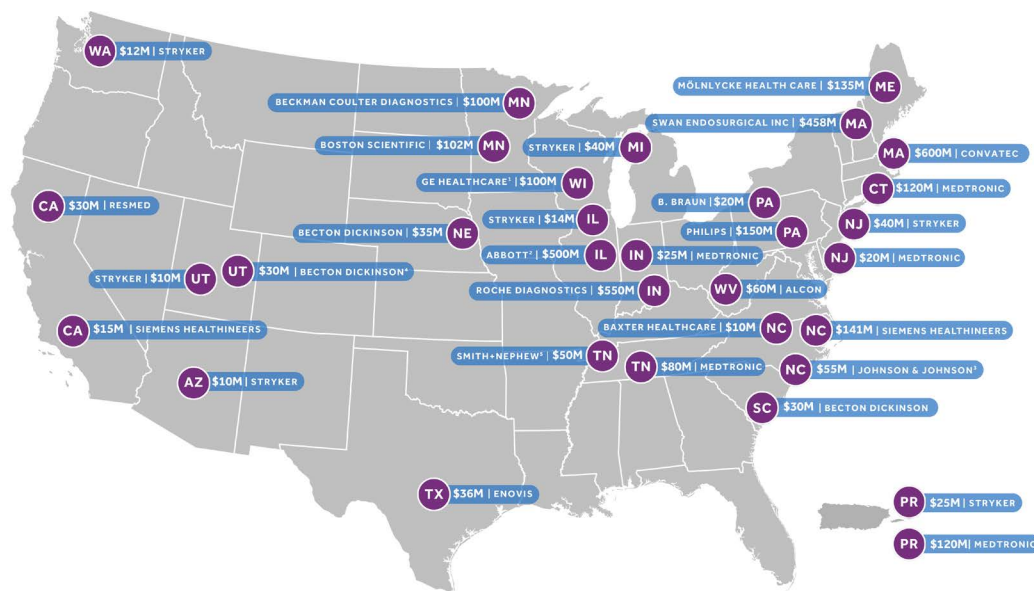 WA $12M | STRYKER
MÖLNLYCKE HEALTH CARE | $135M ME
BECKMAN COULTER DIAGNOSTICS | $100M MN
SWAN ENDOSURGICAL INC | $458M MA
BOSTON SCIENTIFIC | $102M MN
STRYKER | $40M MI
MA $600M | CONVATEC
GE HEALTHCARE¹ | $100M WI
CT $120M | MEDTRONIC
CA $30M | RESMED
B. BRAUN | $20M PA
STRYKER | $14M IL
NJ $40M | STRYKER
BECTON DICKINSON | $35M NE
PHILIPS | $150M PA
ABBOTT² | $500M IL
IN $25M | MEDTRONIC
NJ $20M | MEDTRONIC
UT $30M | BECTON DICKINSON⁴
STRYKER | $10M UT
ROCHE DIAGNOSTICS | $550M IN
WV $60M | ALCON
CA $15M | SIEMENS HEALTHINEERS
BAXTER HEALTHCARE | $10M NC
NC $141M | SIEMENS HEALTHINEERS
SMITH+NEPHEW⁵ | $50M TN
TN $80M | MEDTRONIC
NC $55M | JOHNSON & JOHNSON³
AZ $10M | STRYKER
SC $30M | BECTON DICKINSON
TX $36M | ENOVIS
PR $25M | STRYKER
PR $120M | MEDTRONIC